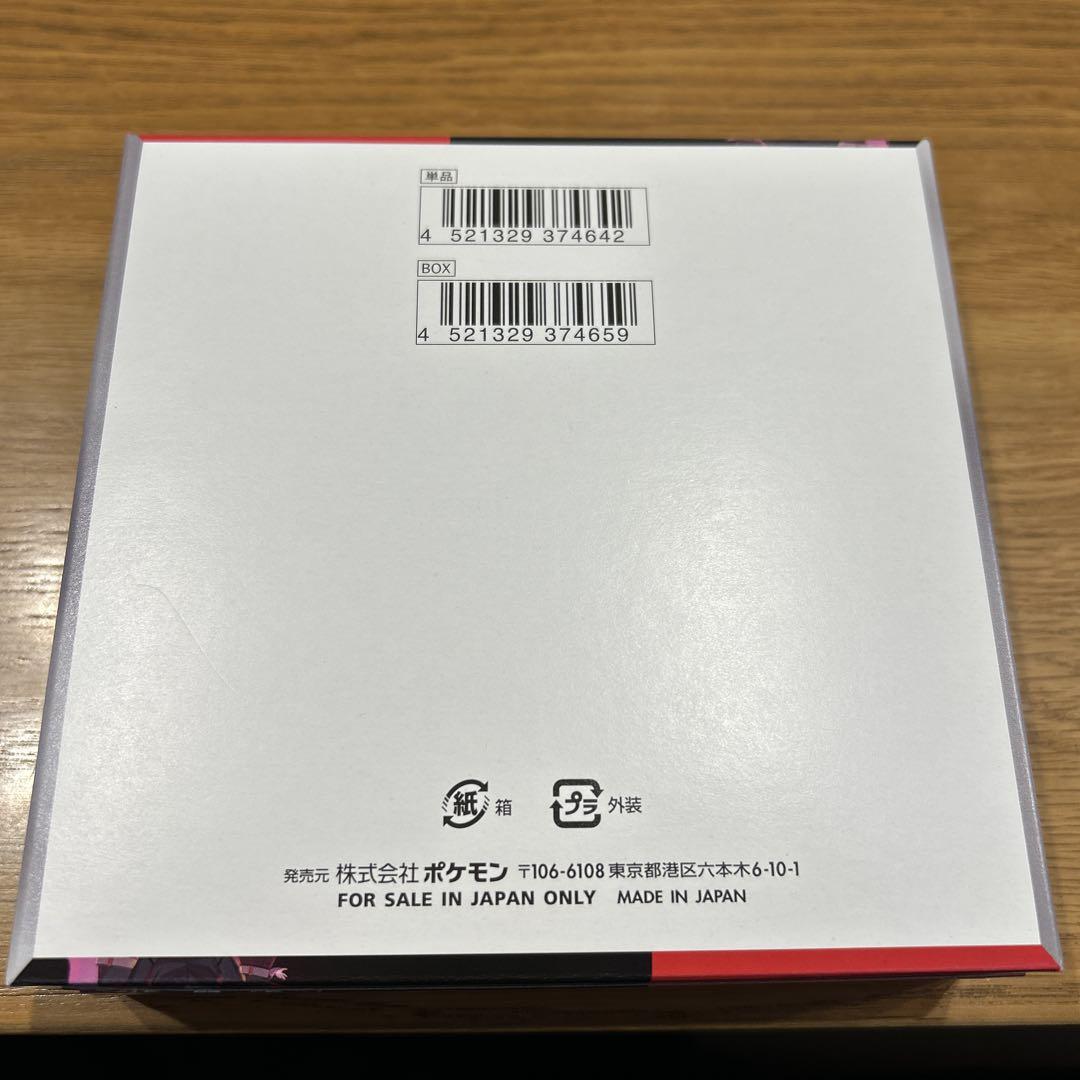 単品
4 521329 374642
BOX
4 521329 374659
紙 箱 プラ 外装
発売元 株式会社ポケモン 〒106-6108 東京都港区六本木6-10-1
FOR SALE IN JAPAN ONLY MADE IN JAPAN